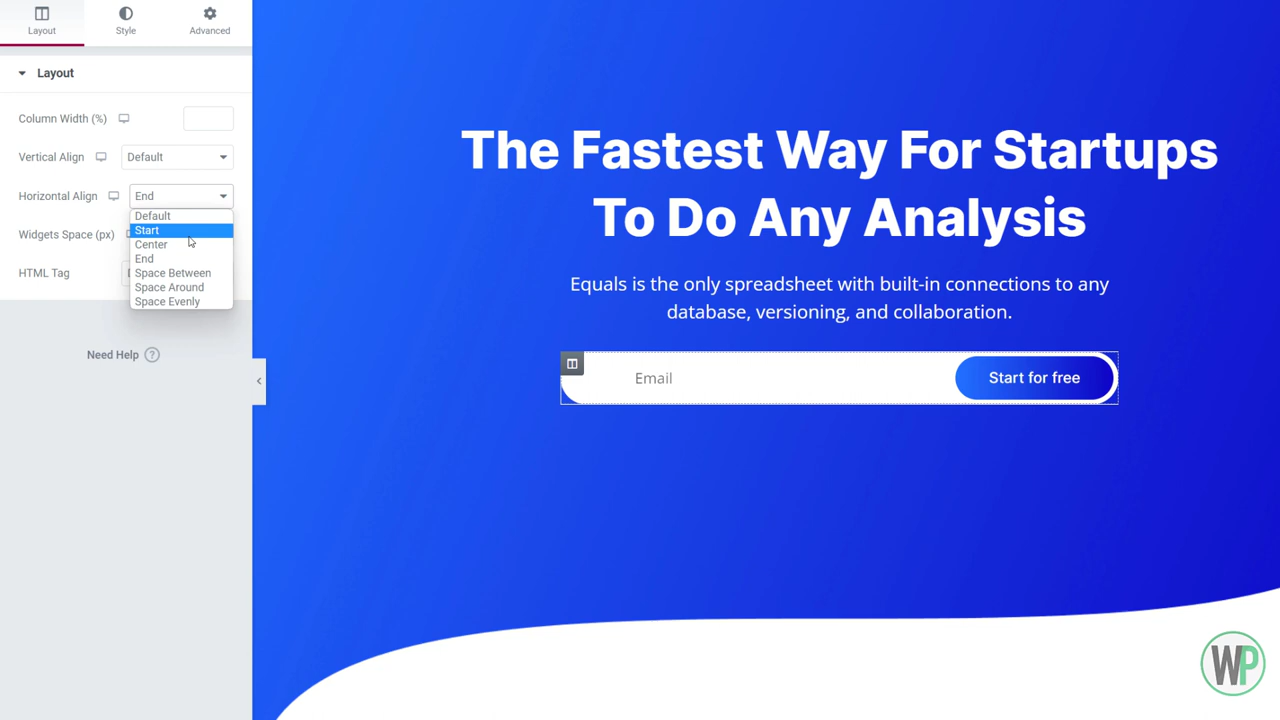 Layout
Style
Advanced
Layout
Column Width (%)
Vertical Align
Default
Horizontal Align
End
Default
Start
Center
End
Space Between
Space Around
Space Evenly
Widgets Space (px)
HTML Tag
Need Help ?
The Fastest Way For Startups
To Do Any Analysis
Equals is the only spreadsheet with built-in connections to any
database, versioning, and collaboration.
Email
Start for free
WP